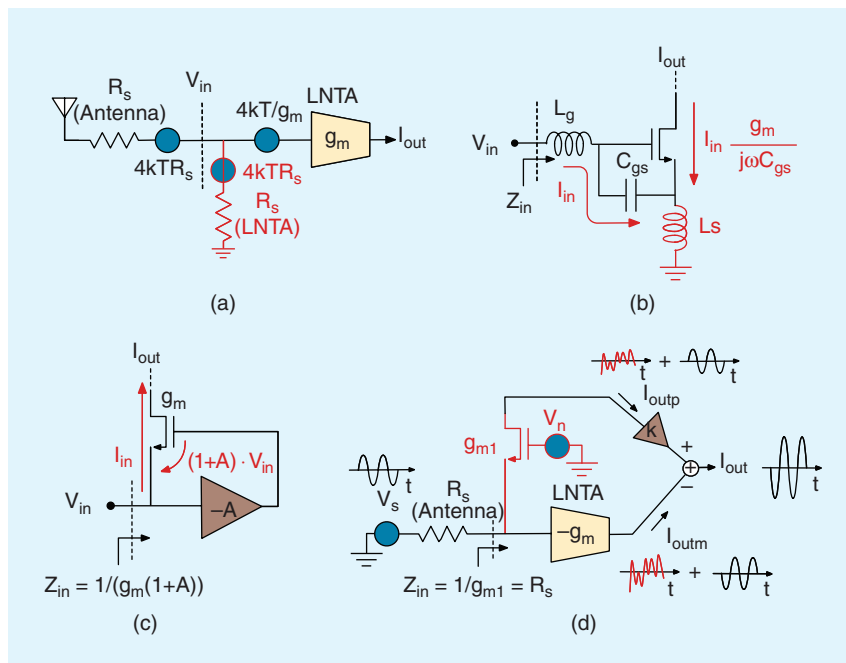 Rs
(Antenna)
Vin
4kT/gm
LNTA
gm
Iout
4kTRs
4kTRs
Rs
(LNTA)
(a)
Iout
Lg
Vin
Cgs
Zin
Iin
Iin gm/jωCgs
Ls
(b)
Iout
gm
Iin
(1+A) · Vin
Vin
−A
Zin = 1/(gm(1+A))
(c)
t + t
Ioutp
k
Vn
gm1
+
+
−
Iout
t
t
Vs
Rs
(Antenna)
LNTA
−gm
Ioutm
t + t
Zin = 1/gm1 = Rs
(d)